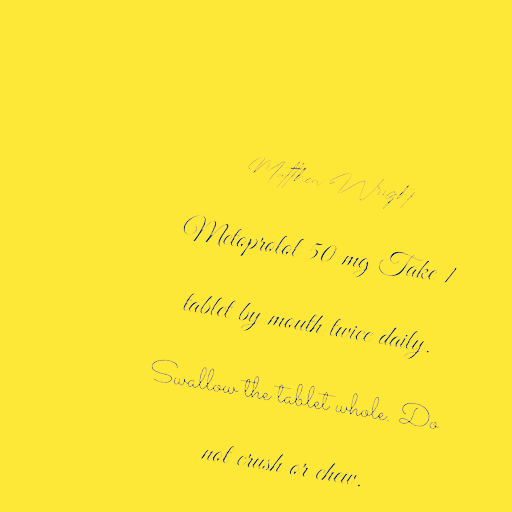 Matthew Wright
Metoprolol 50 mg Take 1
tablet by mouth twice daily.
Swallow the tablet whole. Do
not crush or chew.